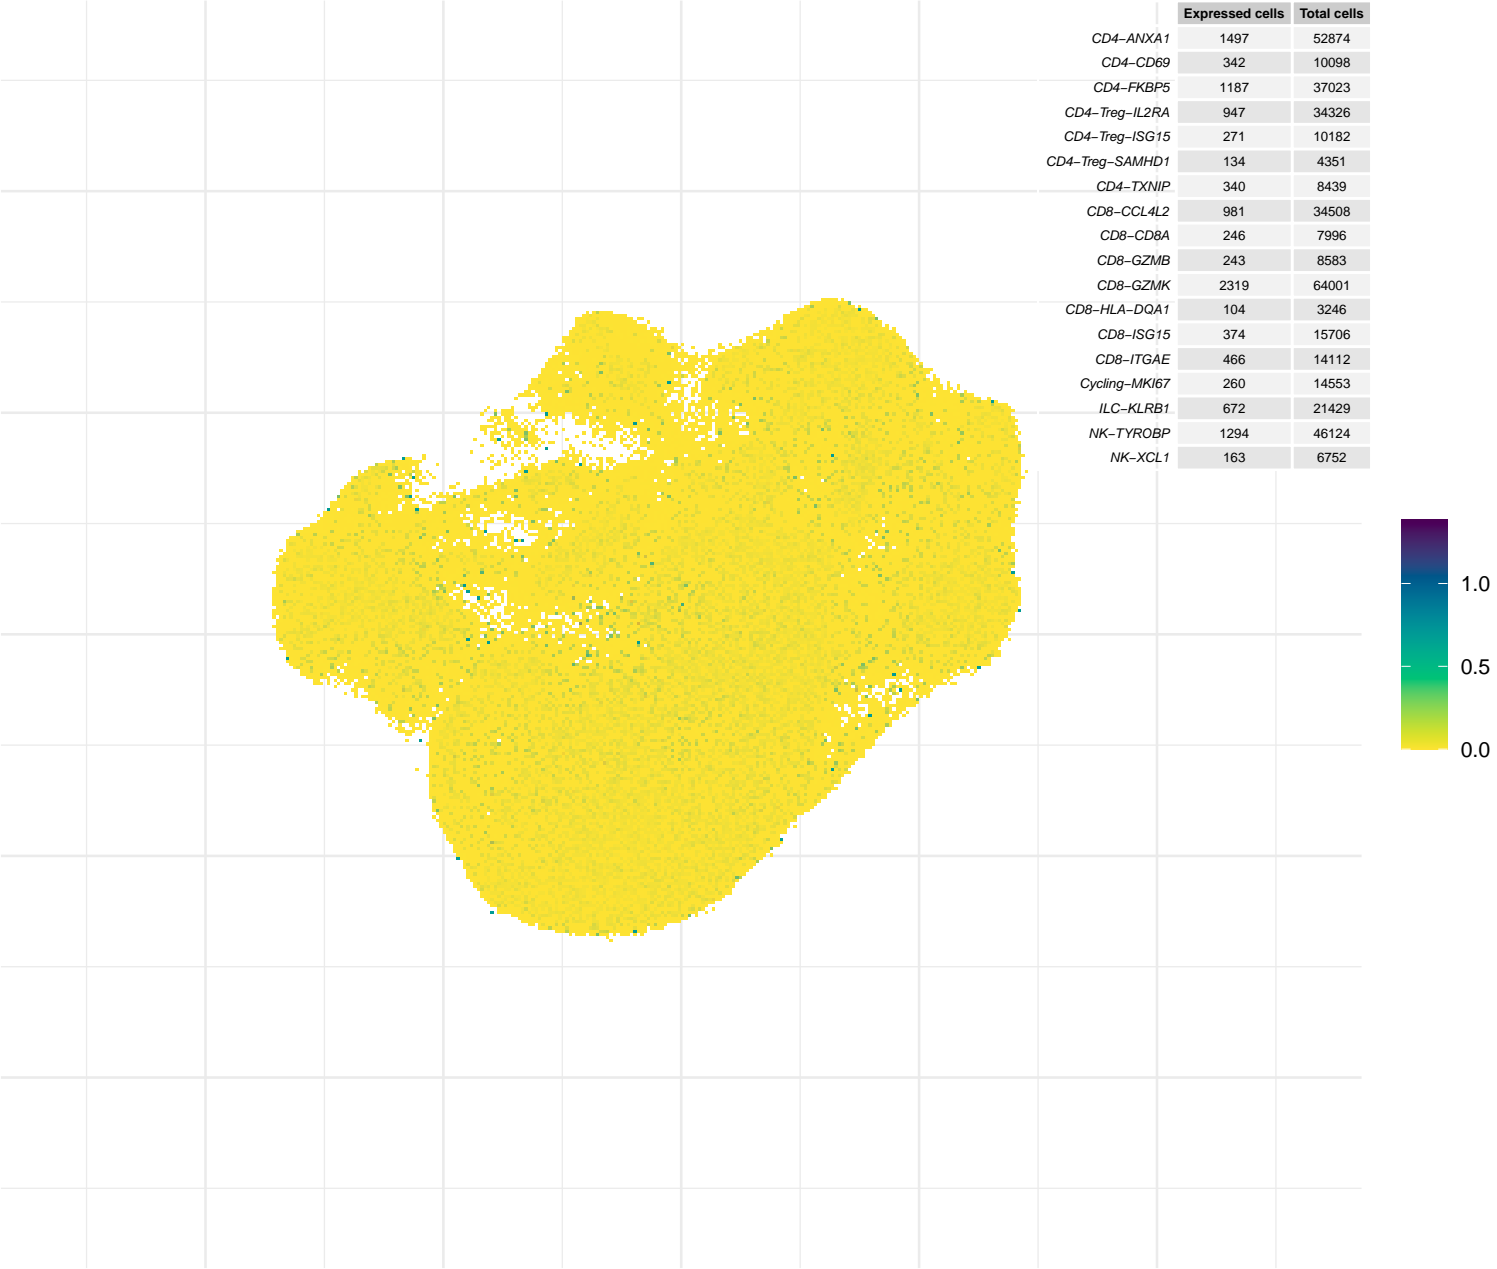 Expressed cells Total cells
CD4−ANXA1 1497 52874
CD4−CD69 342 10098
CD4−FKBP5 1187 37023
CD4−Treg−IL2RA 947 34326
CD4−Treg−ISG15 271 10182
CD4−Treg−SAMHD1 134 4351
CD4−TXNIP 340 8439
CD8−CCL4L2 981 34508
CD8−CD8A 246 7996
CD8−GZMB 243 8583
CD8−GZMK 2319 64001
CD8−HLA−DQA1 104 3246
CD8−ISG15 374 15706
CD8−ITGAE 466 14112
Cycling−MKI67 260 14553
ILC−KLRB1 672 21429
NK−TYROBP 1294 46124
NK−XCL1 163 6752
1.0
0.5
0.0